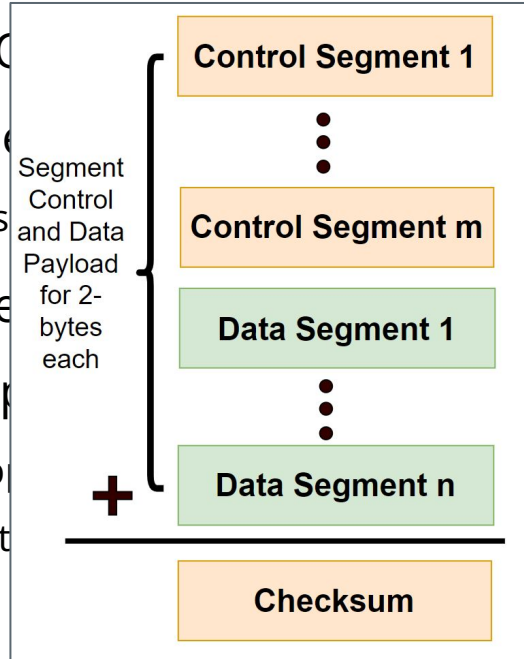 Control Segment 1
Segment
Control
and Data
Payload
for 2-
bytes
each
Control Segment m
Data Segment 1
Data Segment n
+
Checksum